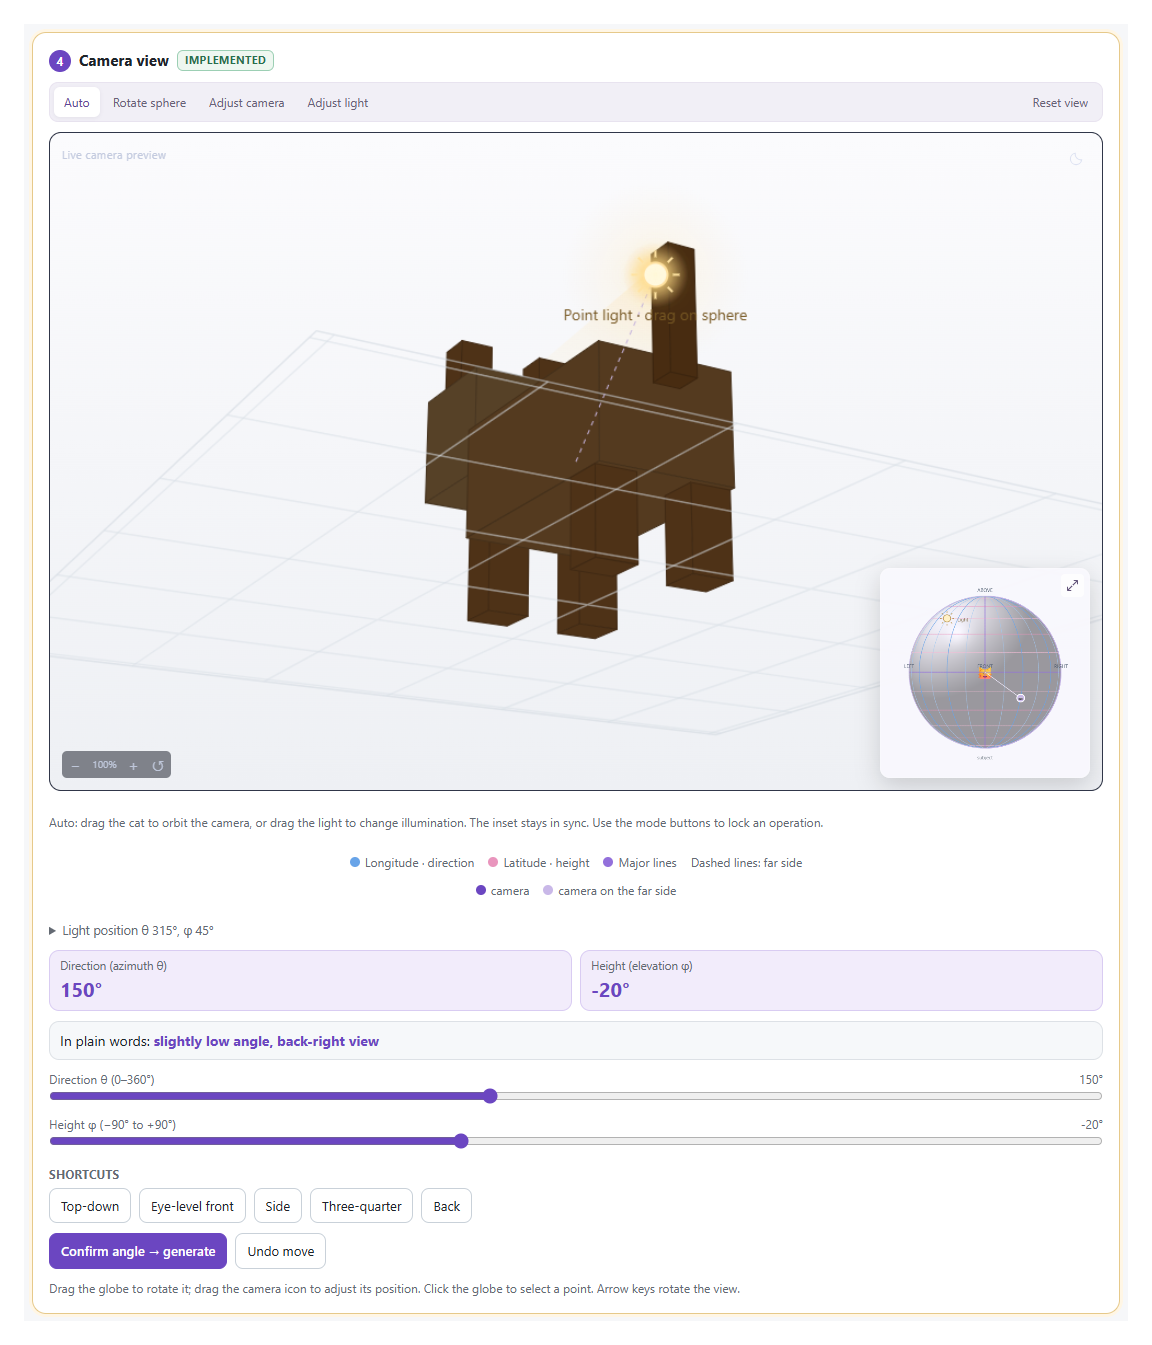 4 Camera view IMPLEMENTED
Auto Rotate sphere Adjust camera Adjust light Reset view
Live camera preview
Point light · drag on sphere
ABOVE
Light
LEFT FRONT RIGHT
− 100% + ↺
Auto: drag the cat to orbit the camera, or drag the light to change illumination. The inset stays in sync. Use the mode buttons to lock an operation.
Longitude · direction Latitude · height Major lines Dashed lines: far side
camera camera on the far side
▶ Light position θ 315°, φ 45°
Direction (azimuth θ)
150°
Height (elevation φ)
-20°
In plain words: slightly low angle, back-right view
Direction θ (0–360°) 150°
Height φ (−90° to +90°) -20°
SHORTCUTS
Top-down Eye-level front Side Three-quarter Back
Confirm angle → generate Undo move
Drag the globe to rotate it; drag the camera icon to adjust its position. Click the globe to select a point. Arrow keys rotate the view.